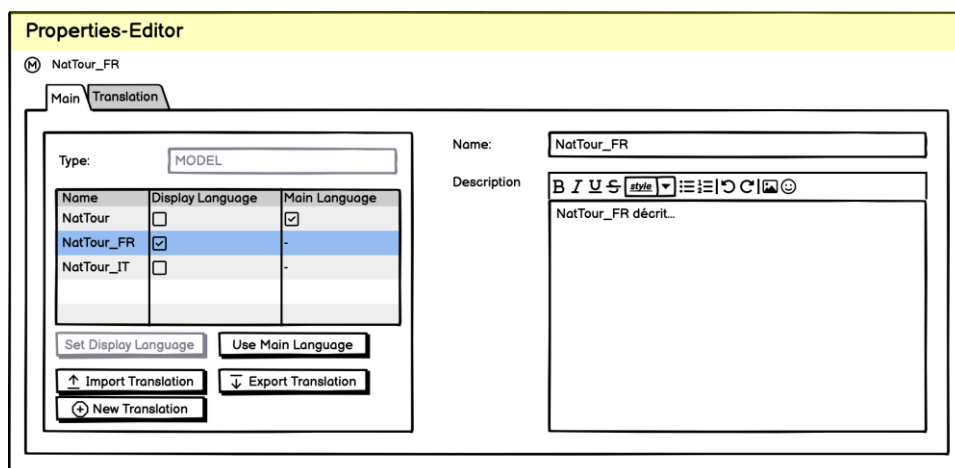 Properties-Editor
M NatTour_FR
Main Translation
Type: MODEL
Name Display Language Main Language
NatTour
NatTour_FR -
NatTour_IT -
Set Display Language Use Main Language
Import Translation Export Translation
New Translation
Name: NatTour_FR
Description B I U S style
NatTour_FR décrit...